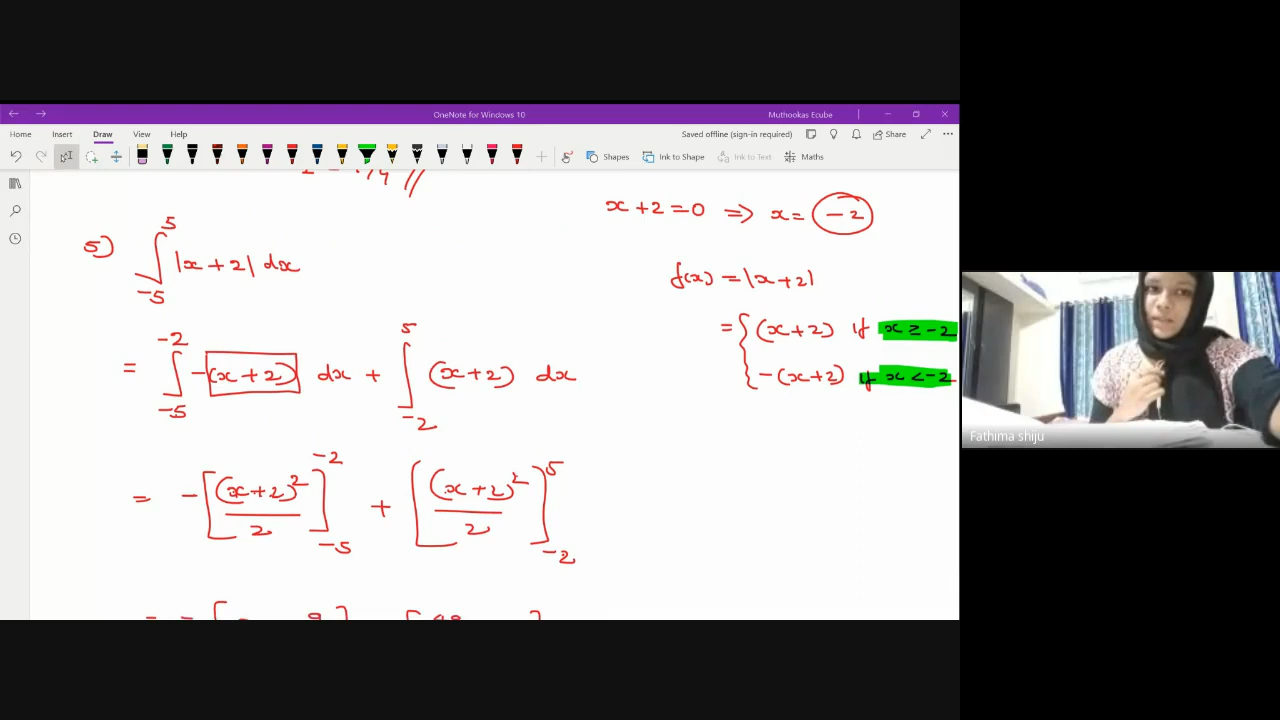 OneNote for Windows 10
Muthookas Ecube
Home Insert Draw View Help
Saved offline (sign-in required) Share
Shapes Ink to Shape Ink to Text Maths
x+2=0 ⇒ x= -2
5) ∫_{-5}^{5} |x+2| dx
f(x) = |x+2|
= { (x+2) if x ≥ -2
-(x+2) if x < -2
= ∫_{-5}^{-2} -(x+2) dx + ∫_{-2}^{5} (x+2) dx
= -[(x+2)^2/2]_{-5}^{-2} + [(x+2)^2/2]_{-2}^{5}
Fathima shiju